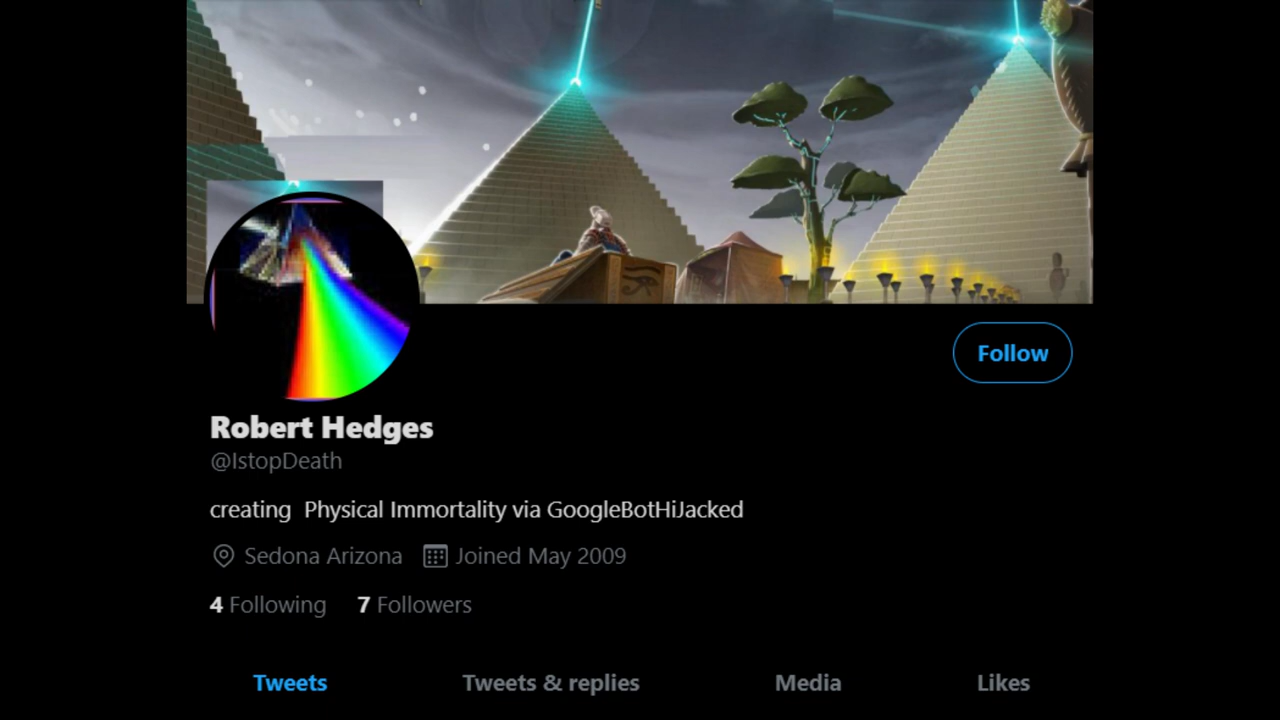 Follow
Robert Hedges
@IstopDeath
creating  Physical Immortality via GoogleBotHiJacked
Sedona Arizona Joined May 2009
4 Following 7 Followers
Tweets Tweets & replies Media Likes